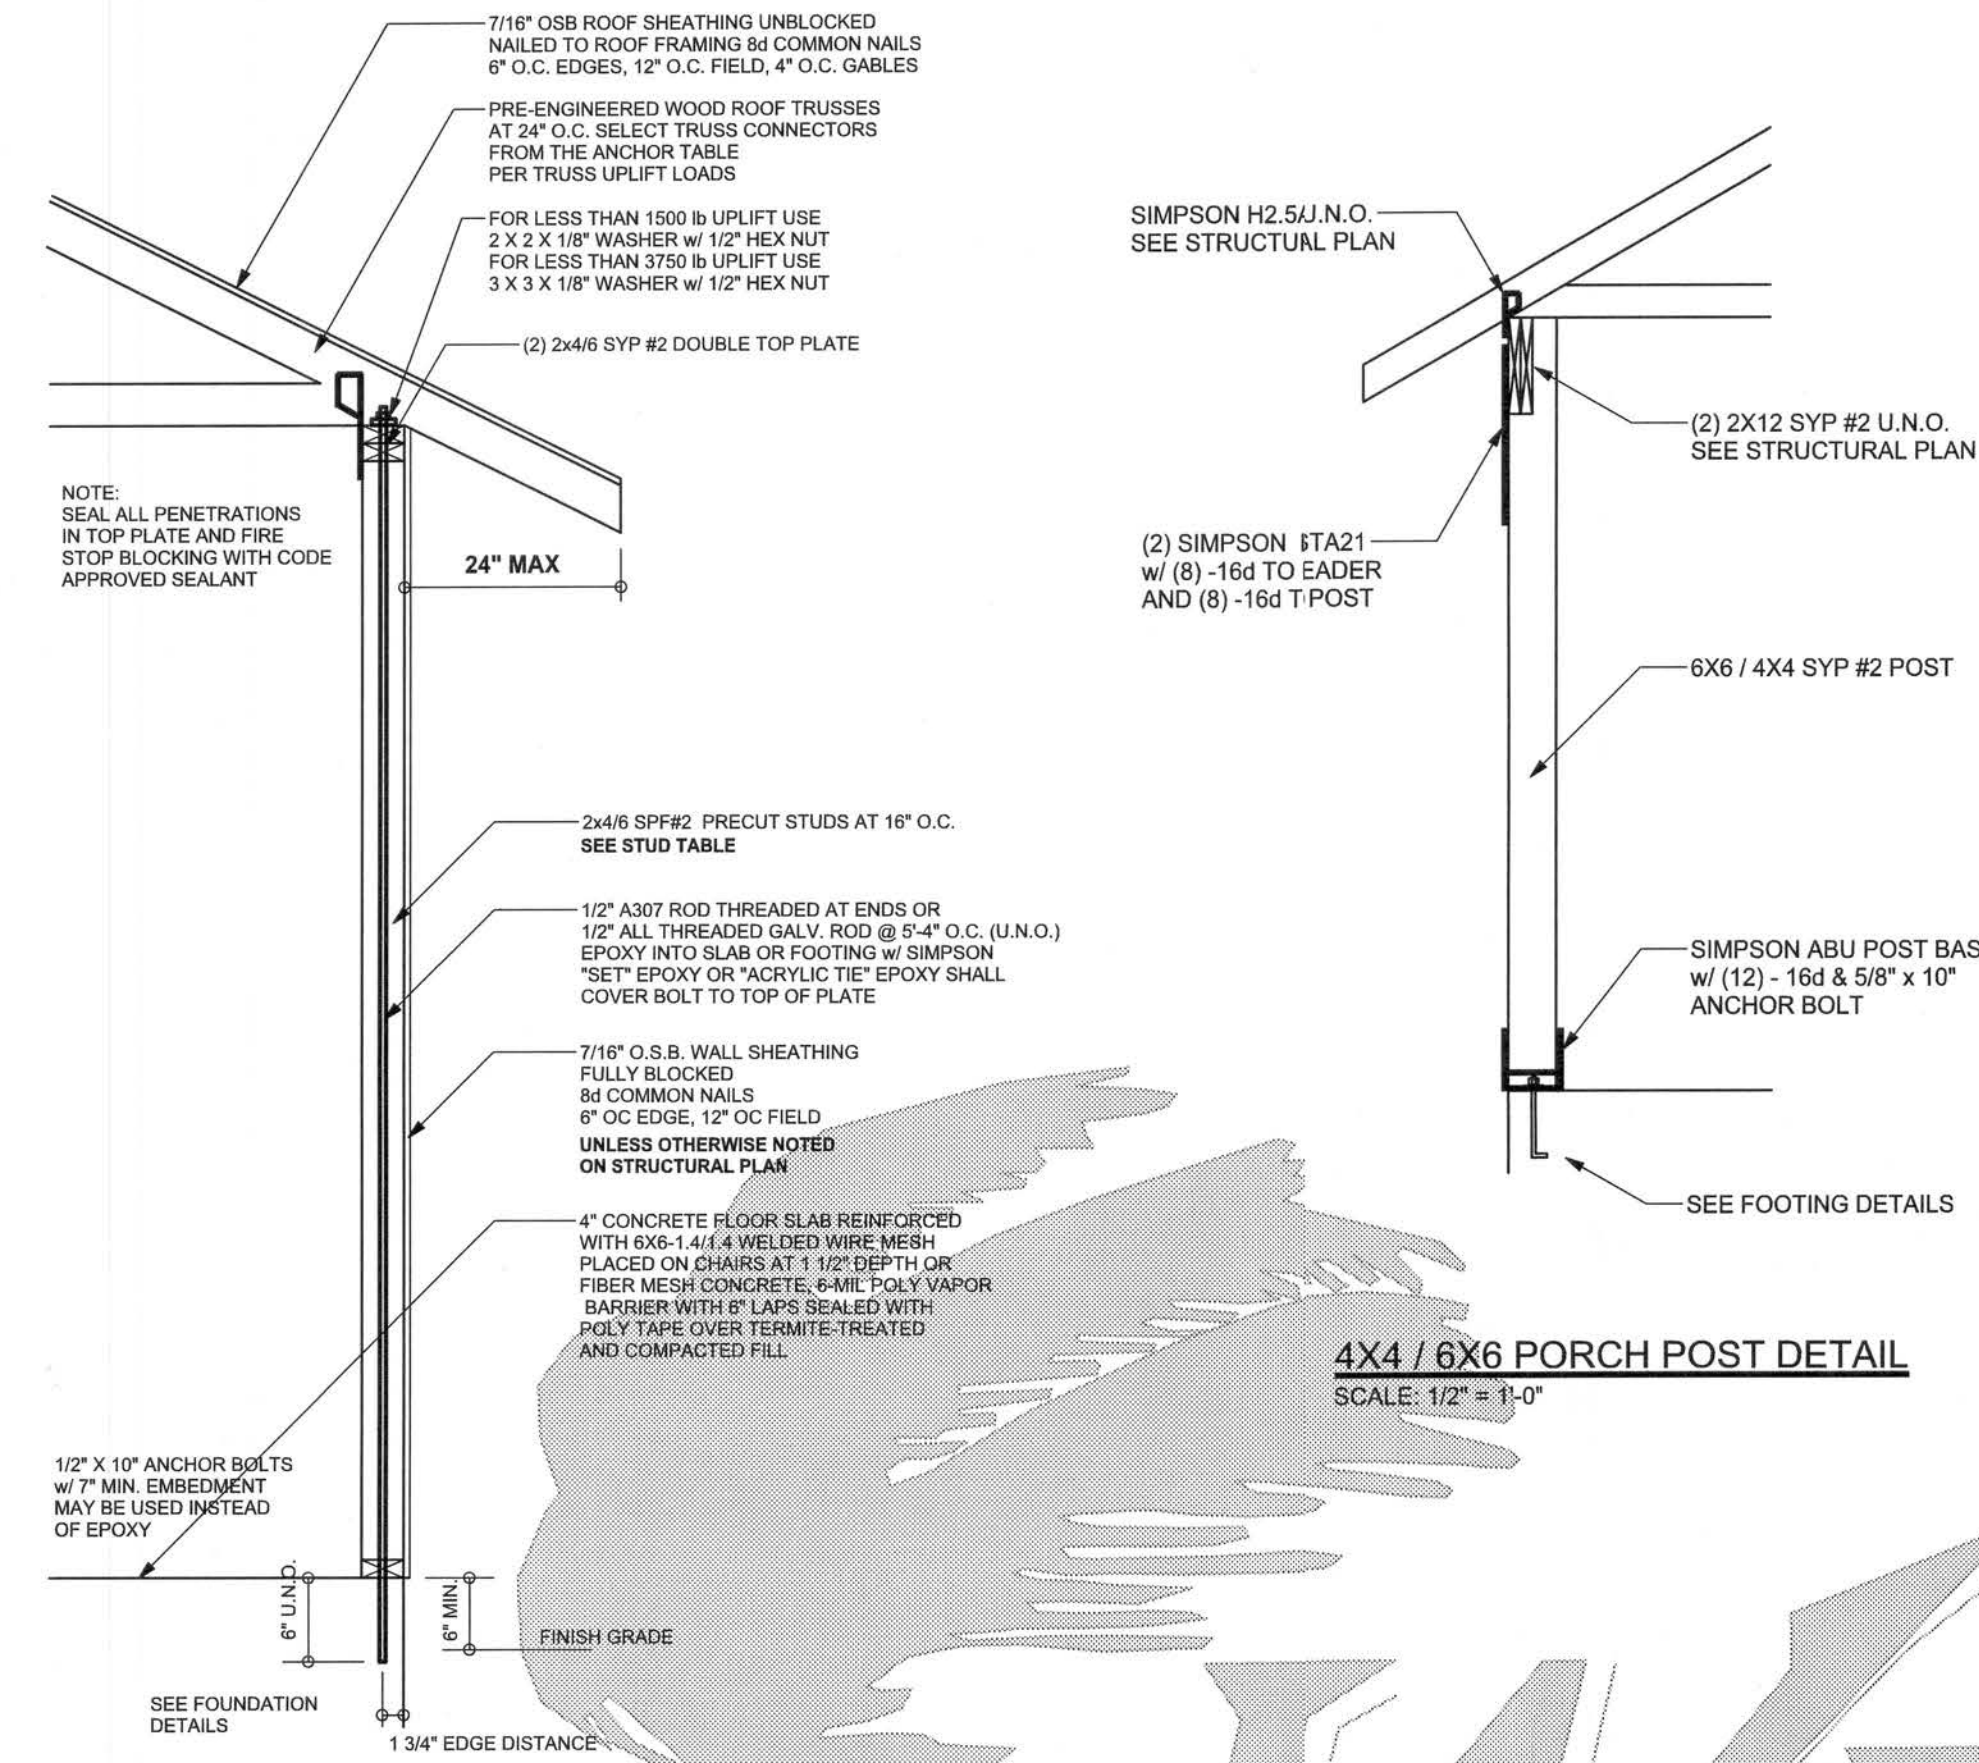 7/16" OSB ROOF SHEATHING UNBLOCKED
NAILED TO ROOF FRAMING 8d COMMON NAILS
6" O.C. EDGES, 12" O.C. FIELD, 4" O.C. GABLES
PRE-ENGINEERED WOOD ROOF TRUSSES
AT 24" O.C. SELECT TRUSS CONNECTORS
FROM THE ANCHOR TABLE
PER TRUSS UPLIFT LOADS
FOR LESS THAN 1500 lb UPLIFT USE
2 X 2 X 1/8" WASHER w/ 1/2" HEX NUT
FOR LESS THAN 3750 lb UPLIFT USE
3 X 3 X 1/8" WASHER w/ 1/2" HEX NUT
(2) 2x4/6 SYP #2 DOUBLE TOP PLATE
NOTE:
SEAL ALL PENETRATIONS
IN TOP PLATE AND FIRE
STOP BLOCKING WITH CODE
APPROVED SEALANT
24" MAX
2x4/6 SPF#2 PRECUT STUDS AT 16" O.C.
SEE STUD TABLE
1/2" A307 ROD THREADED AT ENDS OR
1/2" ALL THREADED GALV. ROD @ 5'-4" O.C. (U.N.O.)
EPOXY INTO SLAB OR FOOTING w/ SIMPSON
"SET" EPOXY OR "ACRYLIC TIE" EPOXY SHALL
COVER BOLT TO TOP OF PLATE
7/16" O.S.B. WALL SHEATHING
FULLY BLOCKED
8d COMMON NAILS
6" OC EDGE, 12" OC FIELD
UNLESS OTHERWISE NOTED
ON STRUCTURAL PLAN
4" CONCRETE FLOOR SLAB REINFORCED
WITH 6X6-1.4/1.4 WELDED WIRE MESH
PLACED ON CHAIRS AT 1 1/2" DEPTH OR
FIBER MESH CONCRETE, 6-MIL POLY VAPOR
BARRIER WITH 6" LAPS SEALED WITH
POLY TAPE OVER TERMITE-TREATED
AND COMPACTED FILL
1/2" X 10" ANCHOR BOLTS
w/ 7" MIN. EMBEDMENT
MAY BE USED INSTEAD
OF EPOXY
6" U.N.O.
6" MIN.
FINISH GRADE
SEE FOUNDATION
DETAILS
1 3/4" EDGE DISTANCE
SIMPSON
SEE PLAN
(2) 2X12 SYP #2 U.N.O.
SEE STRUCTURAL PLAN
(2) SIMPSON
w/ (8) -16d TO
AND (8) -16d POST
6X6 / 4X4 SYP #2 POST
SIMPSON ABU POST BAS
w/ (12) - 16d & 5/8" x 10"
ANCHOR BOLT
SEE FOOTING DETAILS
4X4 / 6X6 PORCH POST DETAIL
SCALE: 1/2" = 1'-0"